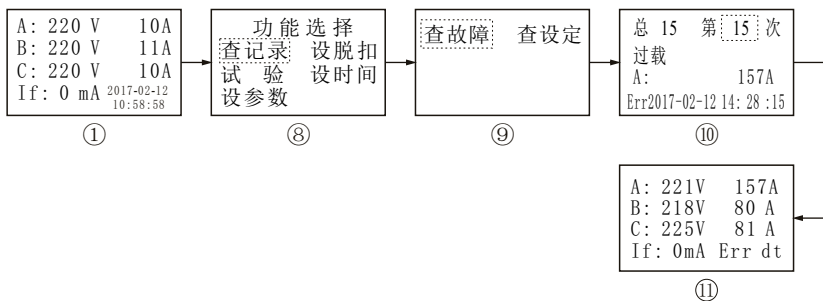 A: 220 V 10A
B: 220 V 11A
C: 220 V 10A
If: 0 mA 2017-02-12
10:58:58
①
功能选择
查记录 设脱扣
试 验 设时间
设参数
⑧
查故障 查设定
⑨
总 15 第 15 次
过载
A: 157A
Err2017-02-12 14: 28 :15
⑩
A: 221V 157A
B: 218V 80 A
C: 225V 81 A
If: 0mA Err dt
⑪